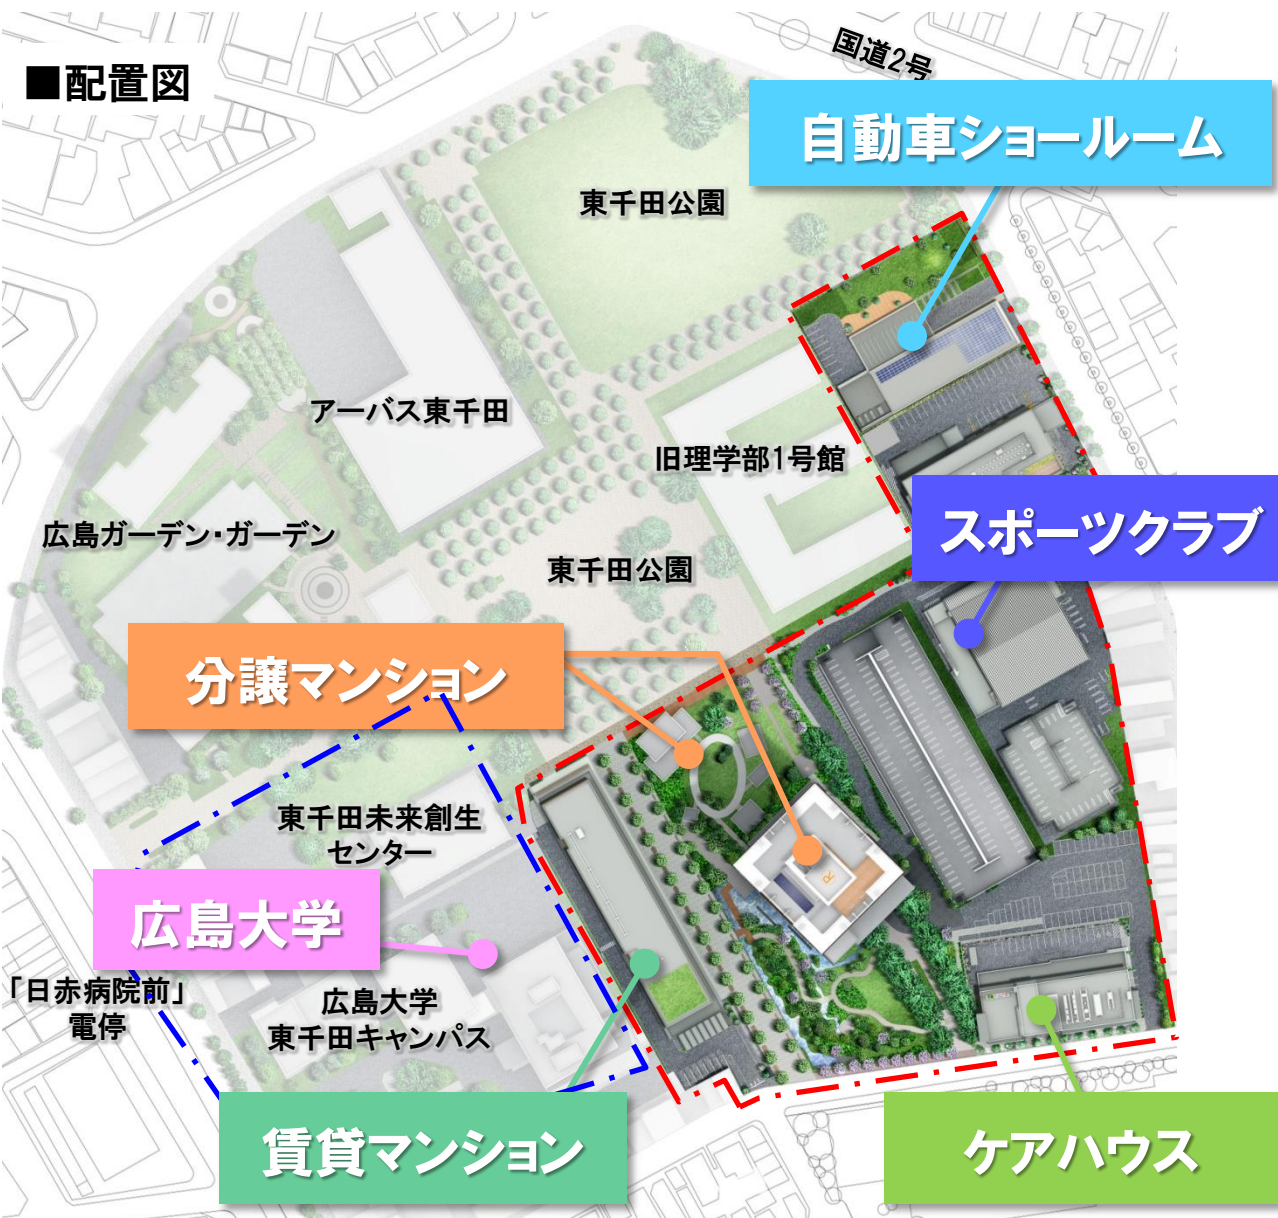 ■配置図
国道2号
自動車ショールーム
東千田公園
アーバス東千田
旧理学部1号館
広島ガーデン・ガーデン
スポーツクラブ
東千田公園
分譲マンション
東千田未来創生
センター
広島大学
「日赤病院前」
電停
広島大学
東千田キャンパス
賃貸マンション
ケアハウス